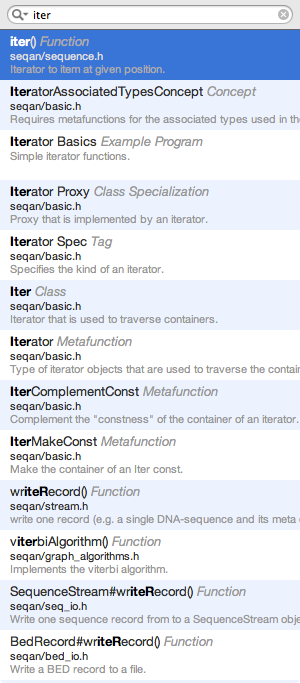 iter
iter() Function
seqan/sequence.h
Iterator to item at given position.
IteratorAssociatedTypesConcept Concept
seqan/basic.h
Requires metafunctions for the associated types used in the
Iterator Basics Example Program
Simple iterator functions.
Iterator Proxy Class Specialization
seqan/basic.h
Proxy that is implemented by an iterator.
Iterator Spec Tag
seqan/basic.h
Specifies the kind of an iterator.
Iter Class
seqan/basic.h
Iterator that is used to traverse containers.
Iterator Metafunction
seqan/basic.h
Type of iterator objects that are used to traverse the contain
IterComplementConst Metafunction
seqan/basic.h
Complement the "constness" of the container of an iterator.
IterMakeConst Metafunction
seqan/basic.h
Make the container of an Iter const.
writeRecord() Function
seqan/stream.h
write one record (e.g. a single DNA-sequence and its meta
viterbiAlgorithm() Function
seqan/graph_algorithms.h
Implements the viterbi algorithm.
SequenceStream#writeRecord() Function
seqan/seq_io.h
Write one sequence record from to a SequenceStream obje
BedRecord#writeRecord() Function
seqan/bed_io.h
Write a BED record to a file.